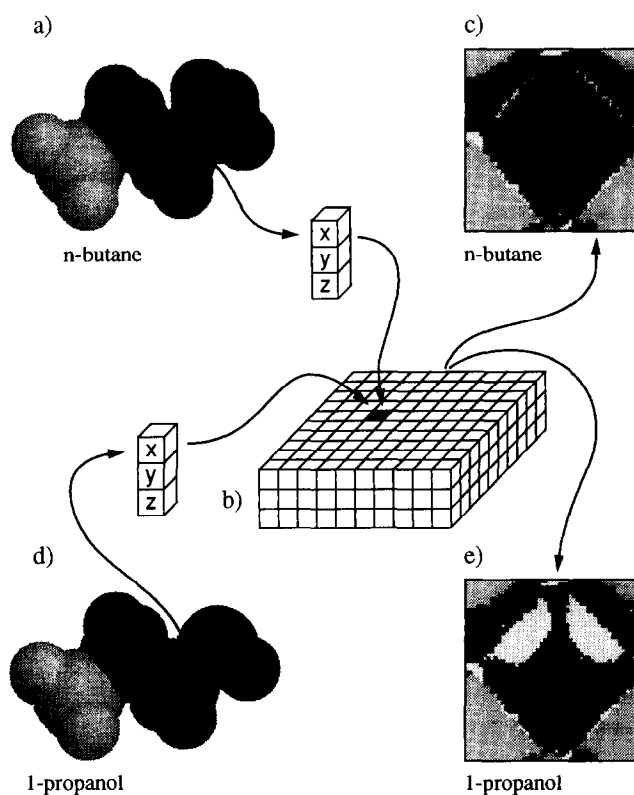 a)
c)
n-butane
x
y
z
n-butane
x
y
z
b)
d)
e)
1-propanol
1-propanol